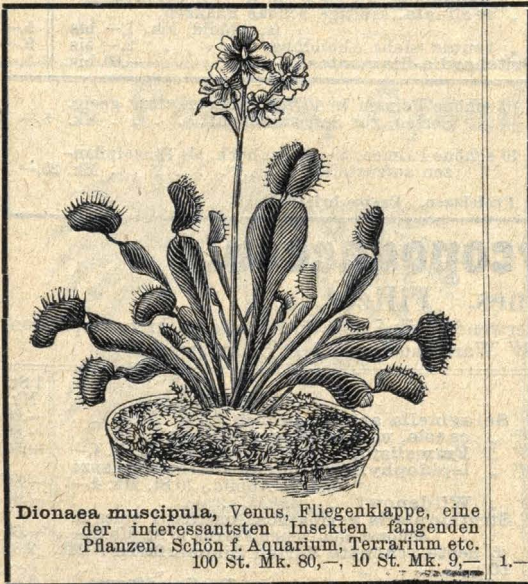 Dionaea muscipula, Venus, Fliegenklappe, eine
der interessantsten Insekten fangenden
Pflanzen. Schön f. Aquarium, Terrarium etc.
100 St. Mk. 80,—, 10 St. Mk. 9,— 1.—